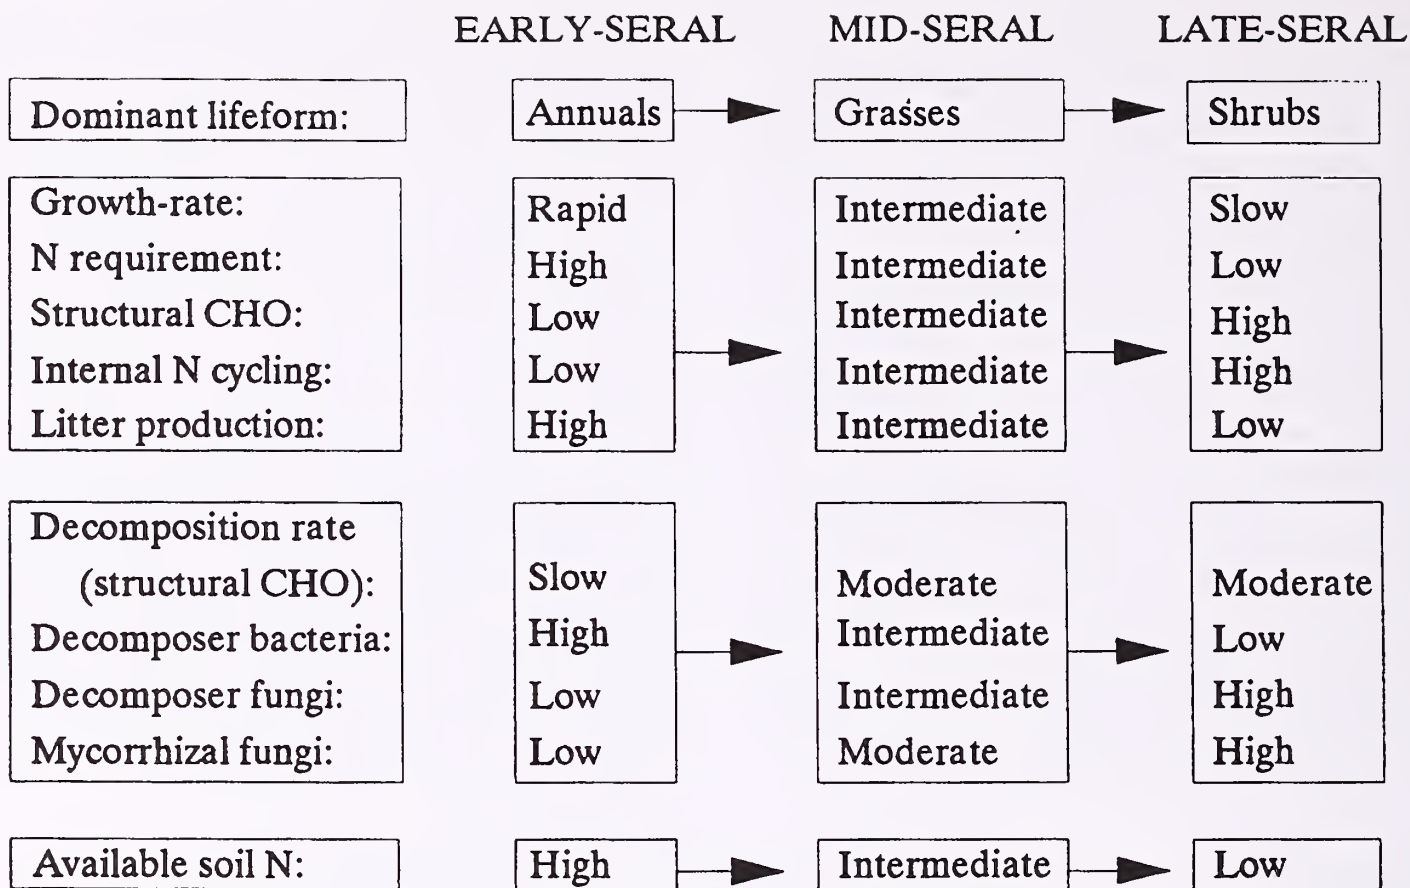 EARLY-SERAL MID-SERAL LATE-SERAL
Dominant lifeform: Annuals Grasses Shrubs
Growth-rate: Rapid Intermediate Slow
N requirement: High Intermediate Low
Structural CHO: Low Intermediate High
Internal N cycling: Low Intermediate High
Litter production: High Intermediate Low
Decomposition rate
(structural CHO): Slow Moderate Moderate
Decomposer bacteria: High Intermediate Low
Decomposer fungi: Low Intermediate High
Mycorrhizal fungi: Low Moderate High
Available soil N: High Intermediate Low